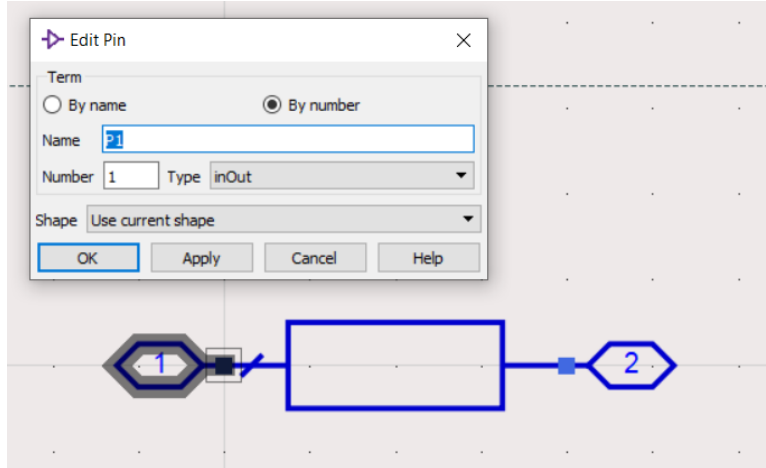 Edit Pin
Term
By name By number
Name P1
Number 1 Type inOut
Shape Use current shape
OK Apply Cancel Help
1 2